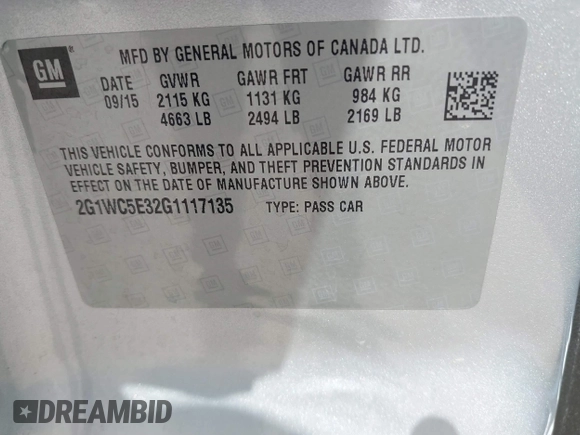 GM
MFD BY GENERAL MOTORS OF CANADA LTD.
DATE GVWR GAWR FRT GAWR RR
09/15 2115 KG 1131 KG 984 KG
4663 LB 2494 LB 2169 LB
THIS VEHICLE CONFORMS TO ALL APPLICABLE U.S. FEDERAL MOTOR
VEHICLE SAFETY, BUMPER, AND THEFT PREVENTION STANDARDS IN
EFFECT ON THE DATE OF MANUFACTURE SHOWN ABOVE.
2G1WC5E32G1117135 TYPE: PASS CAR
DREAMBID